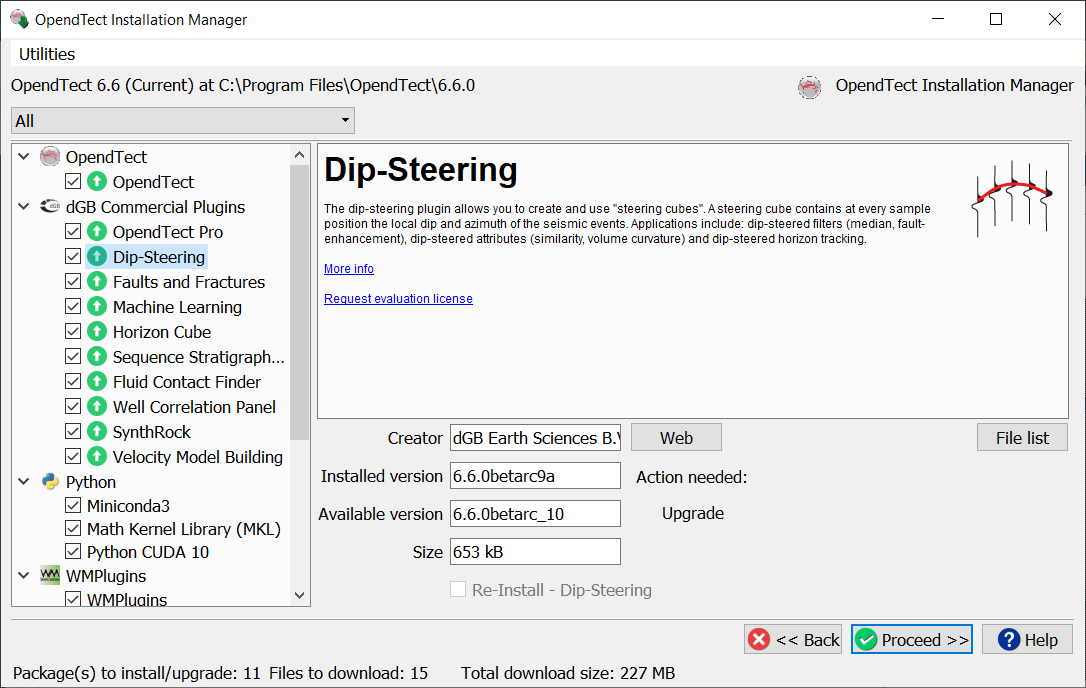 OpendTect Installation Manager
Utilities
OpendTect 6.6 (Current) at C:\Program Files\OpendTect\6.6.0
OpendTect Installation Manager
All
OpendTect
OpendTect
dGB Commercial Plugins
OpendTect Pro
Dip-Steering
Faults and Fractures
Machine Learning
Horizon Cube
Sequence Stratigraph...
Fluid Contact Finder
Well Correlation Panel
SynthRock
Velocity Model Building
Python
Miniconda3
Math Kernel Library (MKL)
Python CUDA 10
WMPlugins
WMPlugins
Dip-Steering
The dip-steering plugin allows you to create and use "steering cubes". A steering cube contains at every sample
position the local dip and azimuth of the seismic events. Applications include: dip-steered filters (median, fault-
enhancement), dip-steered attributes (similarity, volume curvature) and dip-steered horizon tracking.
More info
Request evaluation license
Creator dGB Earth Sciences B.V Web File list
Installed version 6.6.0betarc9a Action needed:
Available version 6.6.0betarc_10 Upgrade
Size 653 kB
Re-Install - Dip-Steering
<< Back Proceed >> Help
Package(s) to install/upgrade: 11 Files to download: 15 Total download size: 227 MB